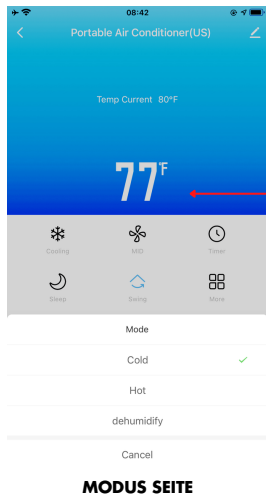 08:42
Portable Air Conditioner(US)
Temp Current 80°F
77°F
Cooling MID Timer
Sleep Swing More
Mode
Cold
Hot
dehumidify
Cancel
MODUS SEITE